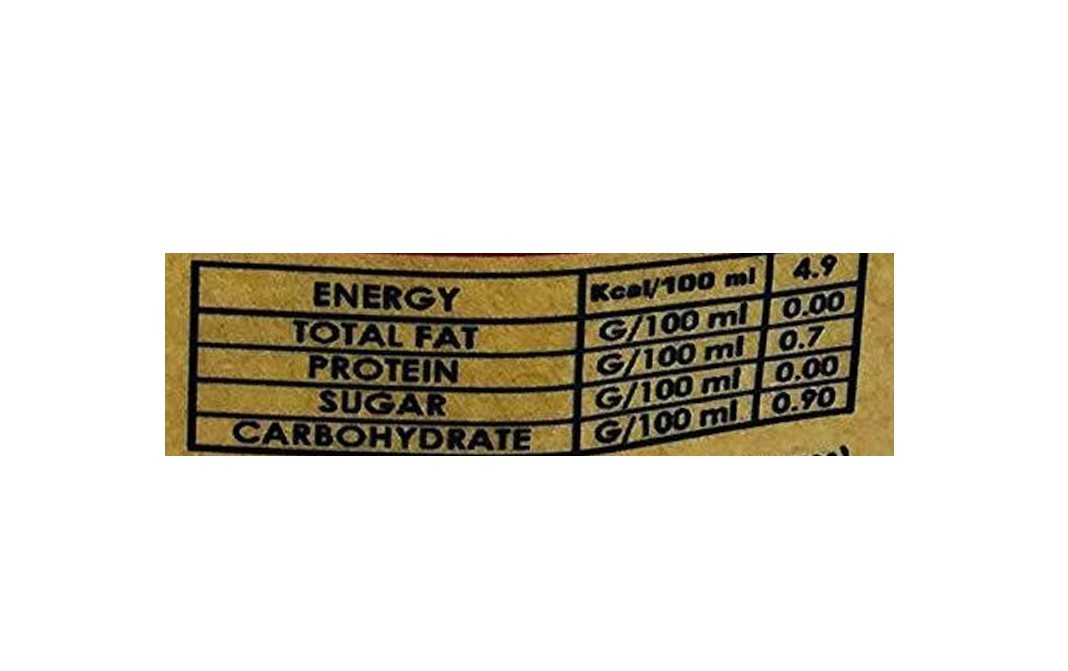 ENERGY Kcal/100 ml 4.9
TOTAL FAT G/100 ml 0.00
PROTEIN G/100 ml 0.7
SUGAR G/100 ml 0.00
CARBOHYDRATE G/100 ml 0.90